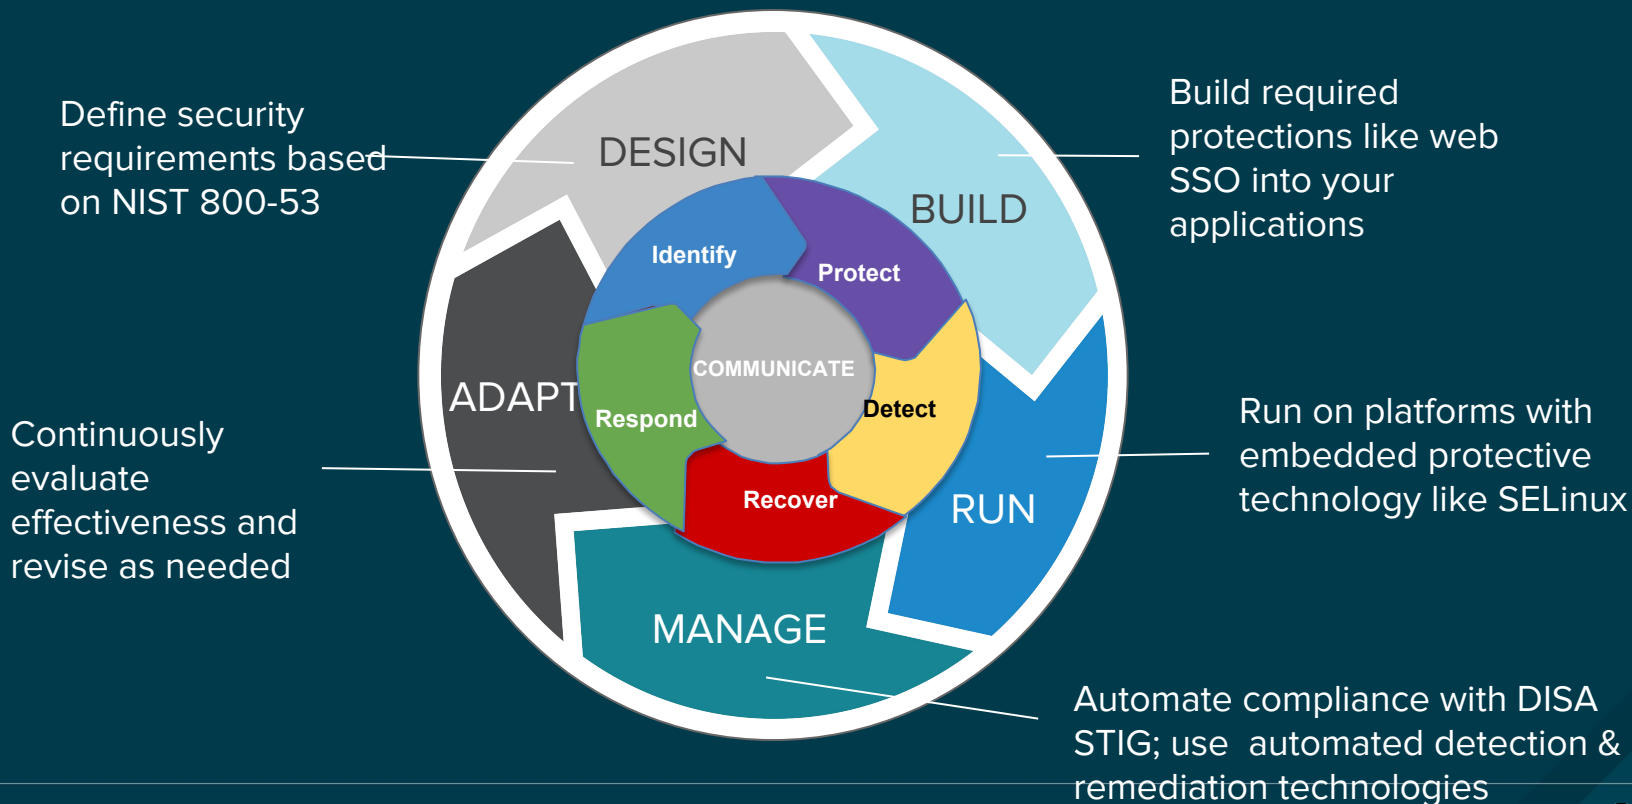 Define security
requirements based
on NIST 800-53
DESIGN
Build required
protections like web
SSO into your
applications
BUILD
Identify
Protect
COMMUNICATE
ADAPT
Respond
Detect
Continuously
evaluate
effectiveness and
revise as needed
Run on platforms with
embedded protective
technology like SELinux
Recover
RUN
MANAGE
Automate compliance with DISA
STIG; use  automated detection &
remediation technologies